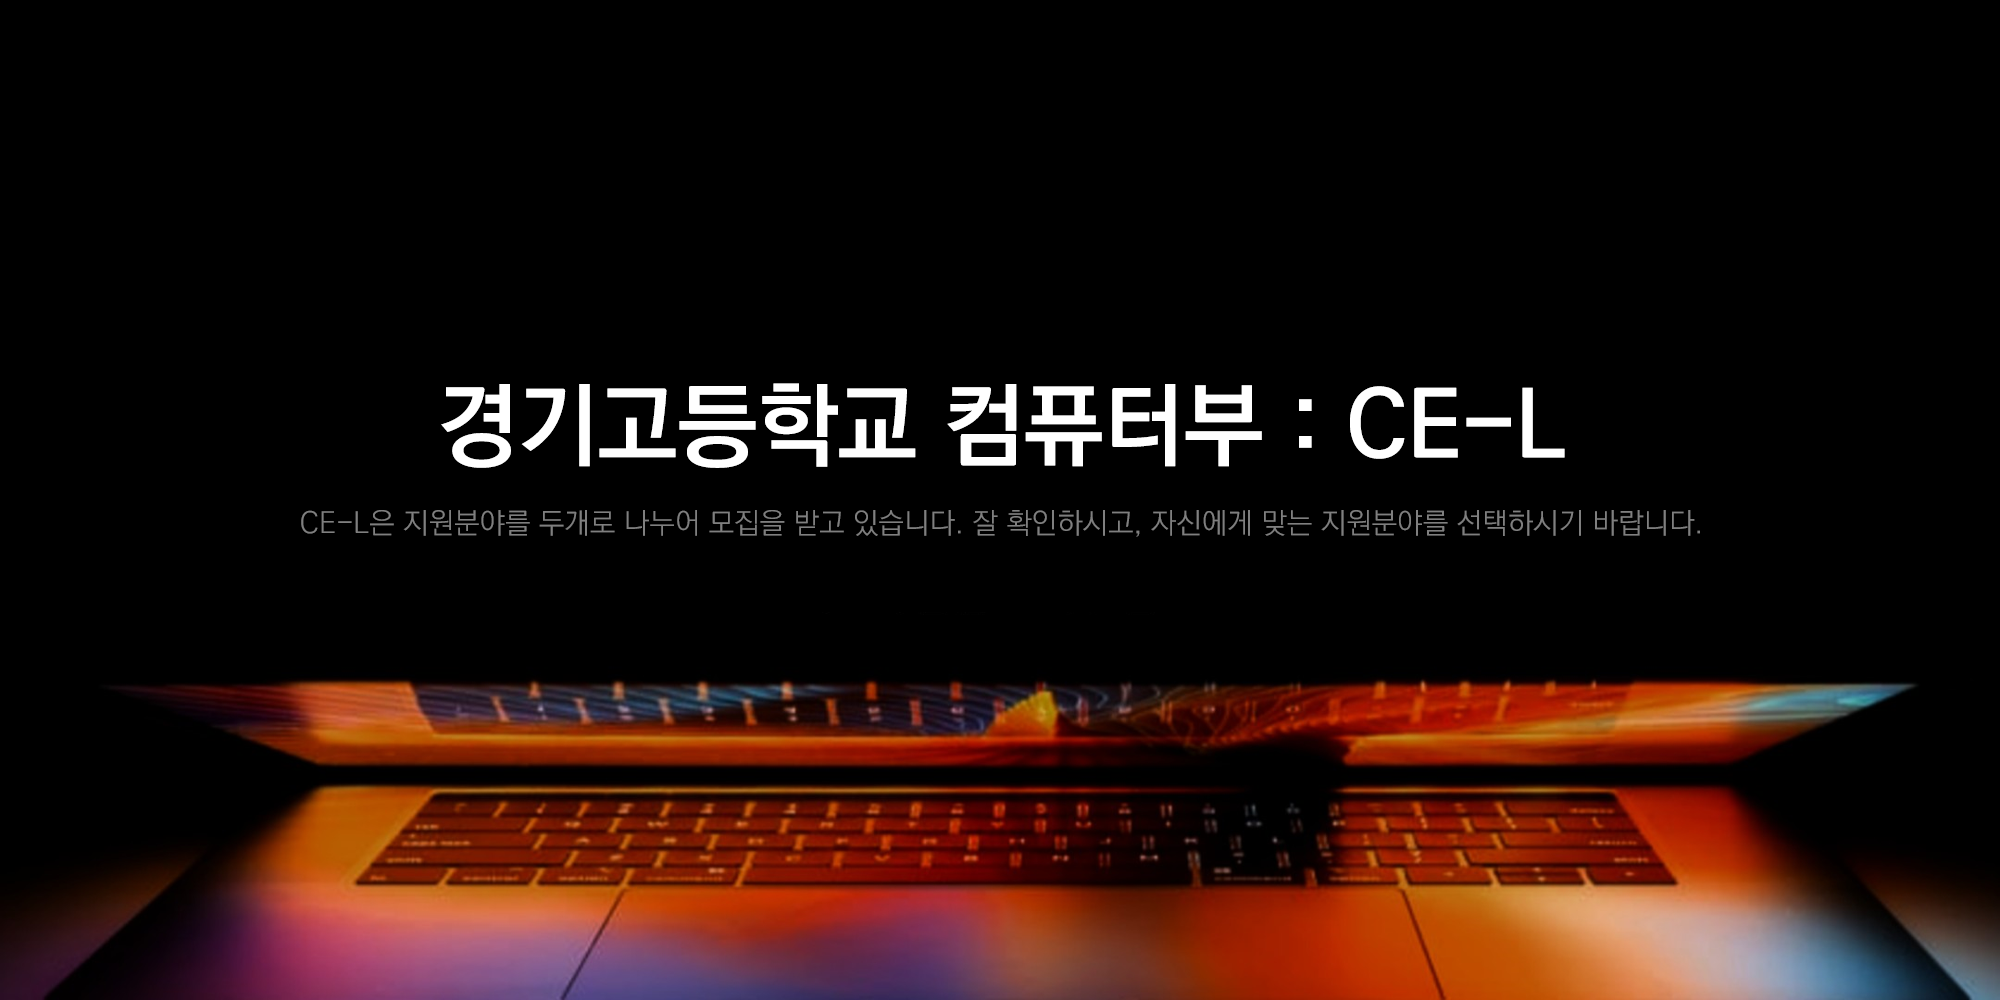 경기고등학교 컴퓨터부 : CE-L
CE-L은 지원분야를 두개로 나누어 모집을 받고 있습니다. 잘 확인하시고, 자신에게 맞는 지원분야를 선택하시기 바랍니다.